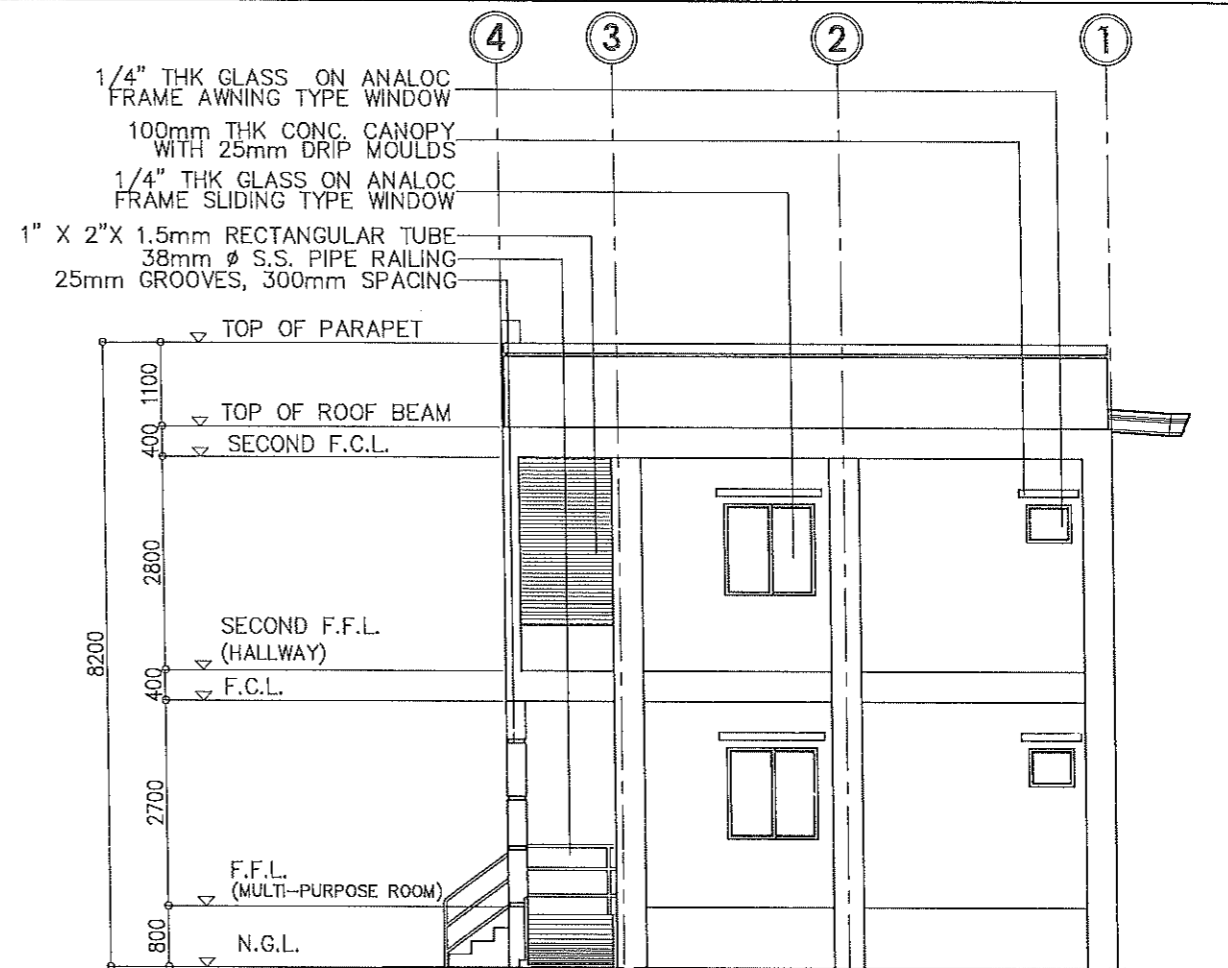 4 3 2 1
1/4" THK GLASS ON ANALOC
FRAME AWNING TYPE WINDOW
100mm THK CONC. CANOPY
WITH 25mm DRIP MOULDS
1/4" THK GLASS ON ANALOC
FRAME SLIDING TYPE WINDOW
1" X 2"X 1.5mm RECTANGULAR TUBE
38mm ø S.S. PIPE RAILING
25mm GROOVES, 300mm SPACING
TOP OF PARAPET
1100
TOP OF ROOF BEAM
400
SECOND F.C.L.
2800
8200
SECOND F.F.L.
(HALLWAY)
400
F.C.L.
2700
F.F.L.
(MULTI-PURPOSE ROOM)
800
N.G.L.